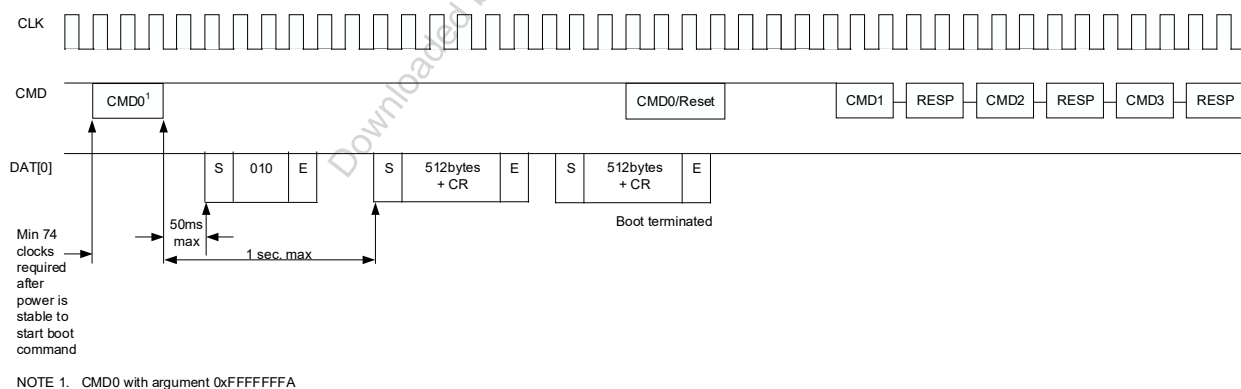 CLK
CMD
CMD0¹
CMD0/Reset
CMD1
RESP
CMD2
RESP
CMD3
RESP
DAT[0]
S
010
E
S
512bytes
+ CR
E
S
512bytes
+ CR
E
Boot terminated
50ms
max
1 sec. max
Min 74
clocks
required
after
power is
stable to
start boot
command
NOTE 1. CMD0 with argument 0xFFFFFFFA
Downloaded